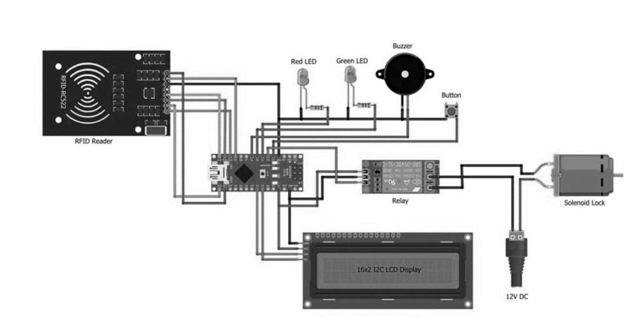 Red LED
Green LED
Buzzer
Button
RFID-RC522
RFID Reader
Relay
Solenoid Lock
16x2 I2C LCD Display
12V DC